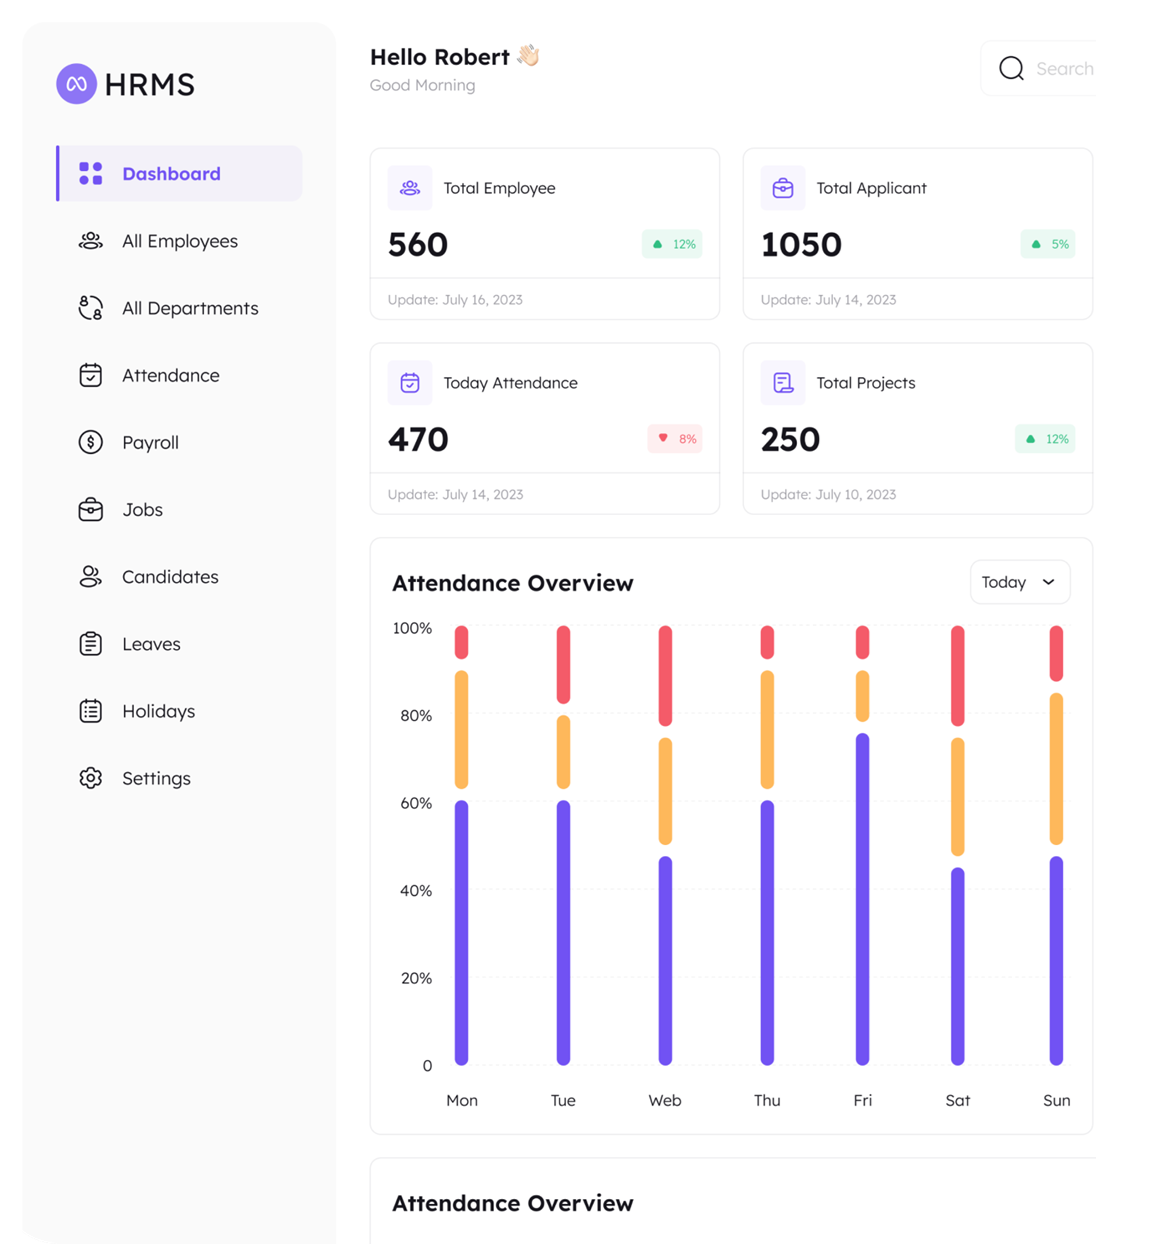 HRMS
Dashboard
All Employees
All Departments
Attendance
Payroll
Jobs
Candidates
Leaves
Holidays
Settings
Hello Robert 👋🏻
Good Morning
Search
Total Employee
560
12%
Update: July 16, 2023
Total Applicant
1050
5%
Update: July 14, 2023
Today Attendance
470
8%
Update: July 14, 2023
Total Projects
250
12%
Update: July 10, 2023
Attendance Overview
Today
100%
80%
60%
40%
20%
0
Mon Tue Web Thu Fri Sat Sun
Attendance Overview